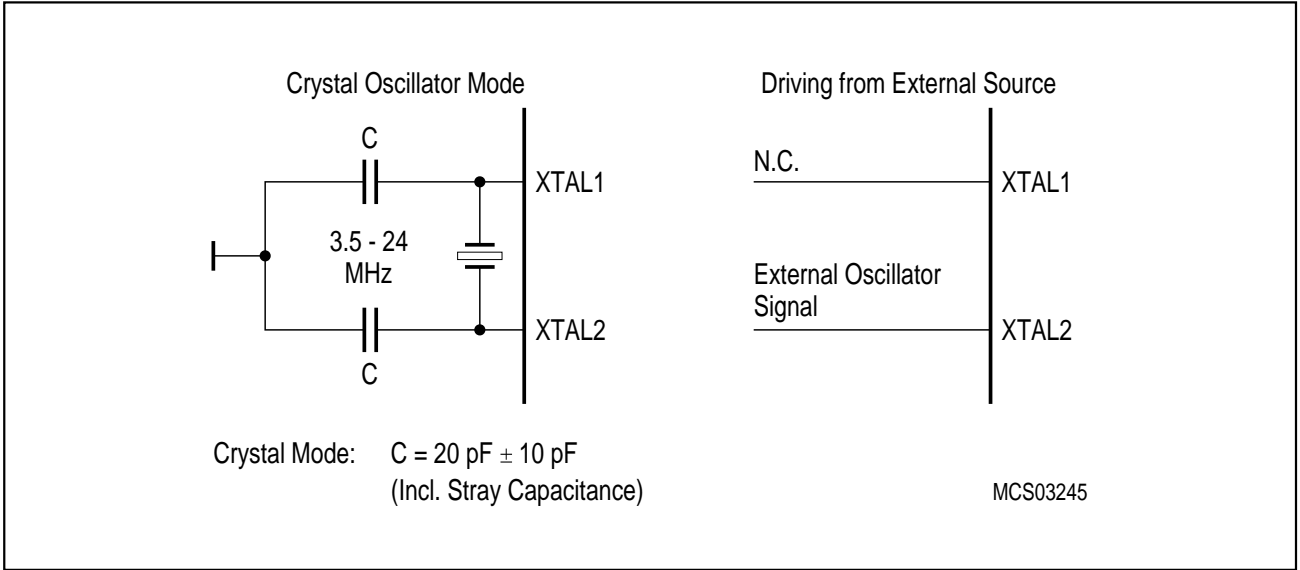 Crystal Oscillator Mode
C
XTAL1
3.5 - 24
MHz
XTAL2
C
Crystal Mode: C = 20 pF ± 10 pF
(Incl. Stray Capacitance)
Driving from External Source
N.C.
XTAL1
External Oscillator
Signal
XTAL2
MCS03245